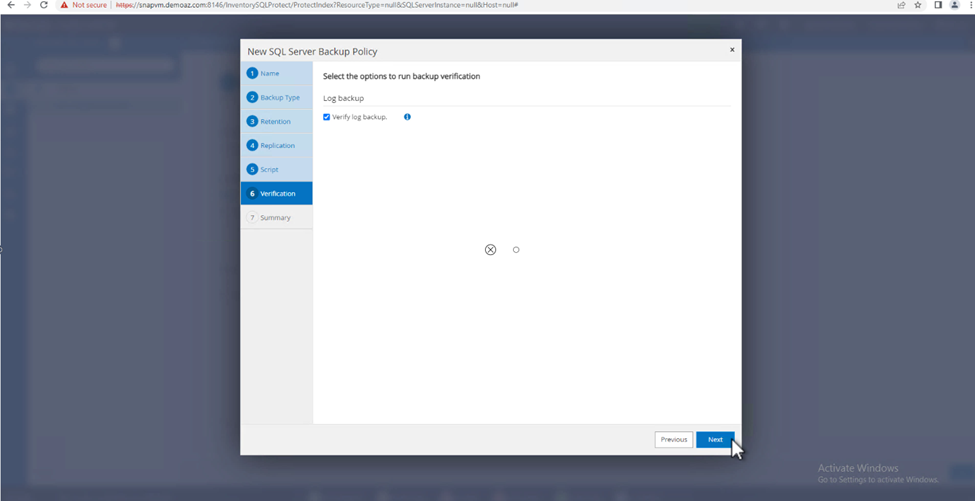 Not secure https://snapvm.demoaz.com:8146/InventorySQLProtect/ProtectIndex?ResourceType=null&SQLServerInstance=null&Host=null#
New SQL Server Backup Policy ×
1 Name
2 Backup Type
3 Retention
4 Replication
5 Script
6 Verification
7 Summary
Select the options to run backup verification
Log backup
Verify log backup.
Previous Next
Activate Windows
Go to Settings to activate Windows.